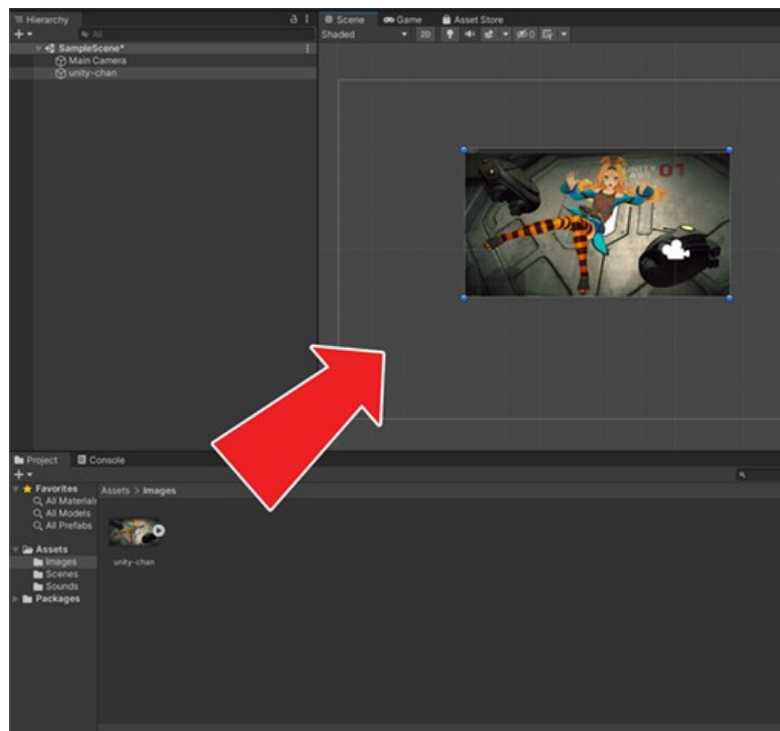 Hierarchy
All
SampleScene*
Main Camera
unity-chan
Scene
Game
Asset Store
Shaded
2D
0
01
Project
Console
Favorites
All Materials
All Models
All Prefabs
Assets
Images
Scenes
Sounds
Packages
Assets > Images
unity-chan